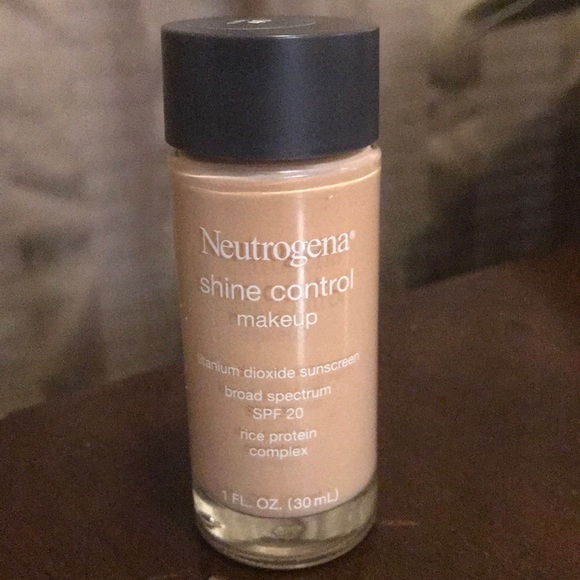 Neutrogena®
shine control
makeup
titanium dioxide sunscreen
broad spectrum
SPF 20
rice protein
complex
1 FL. OZ. (30 mL)